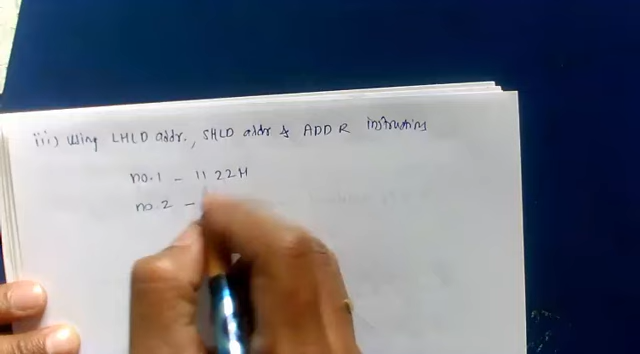 iii) Using LHLD addr., SHLD addr & ADD R instructions
no.1 - 1122H
no.2 -